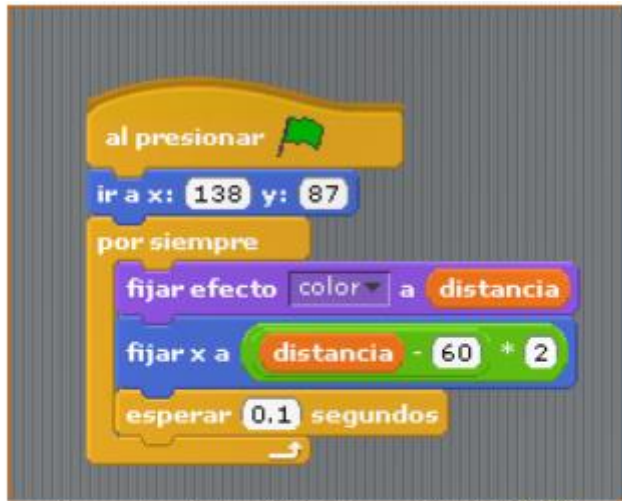 al presionar
ir a x: 138 y: 87
por siempre
fijar efecto color a distancia
fijar x a distancia - 60 * 2
esperar 0.1 segundos